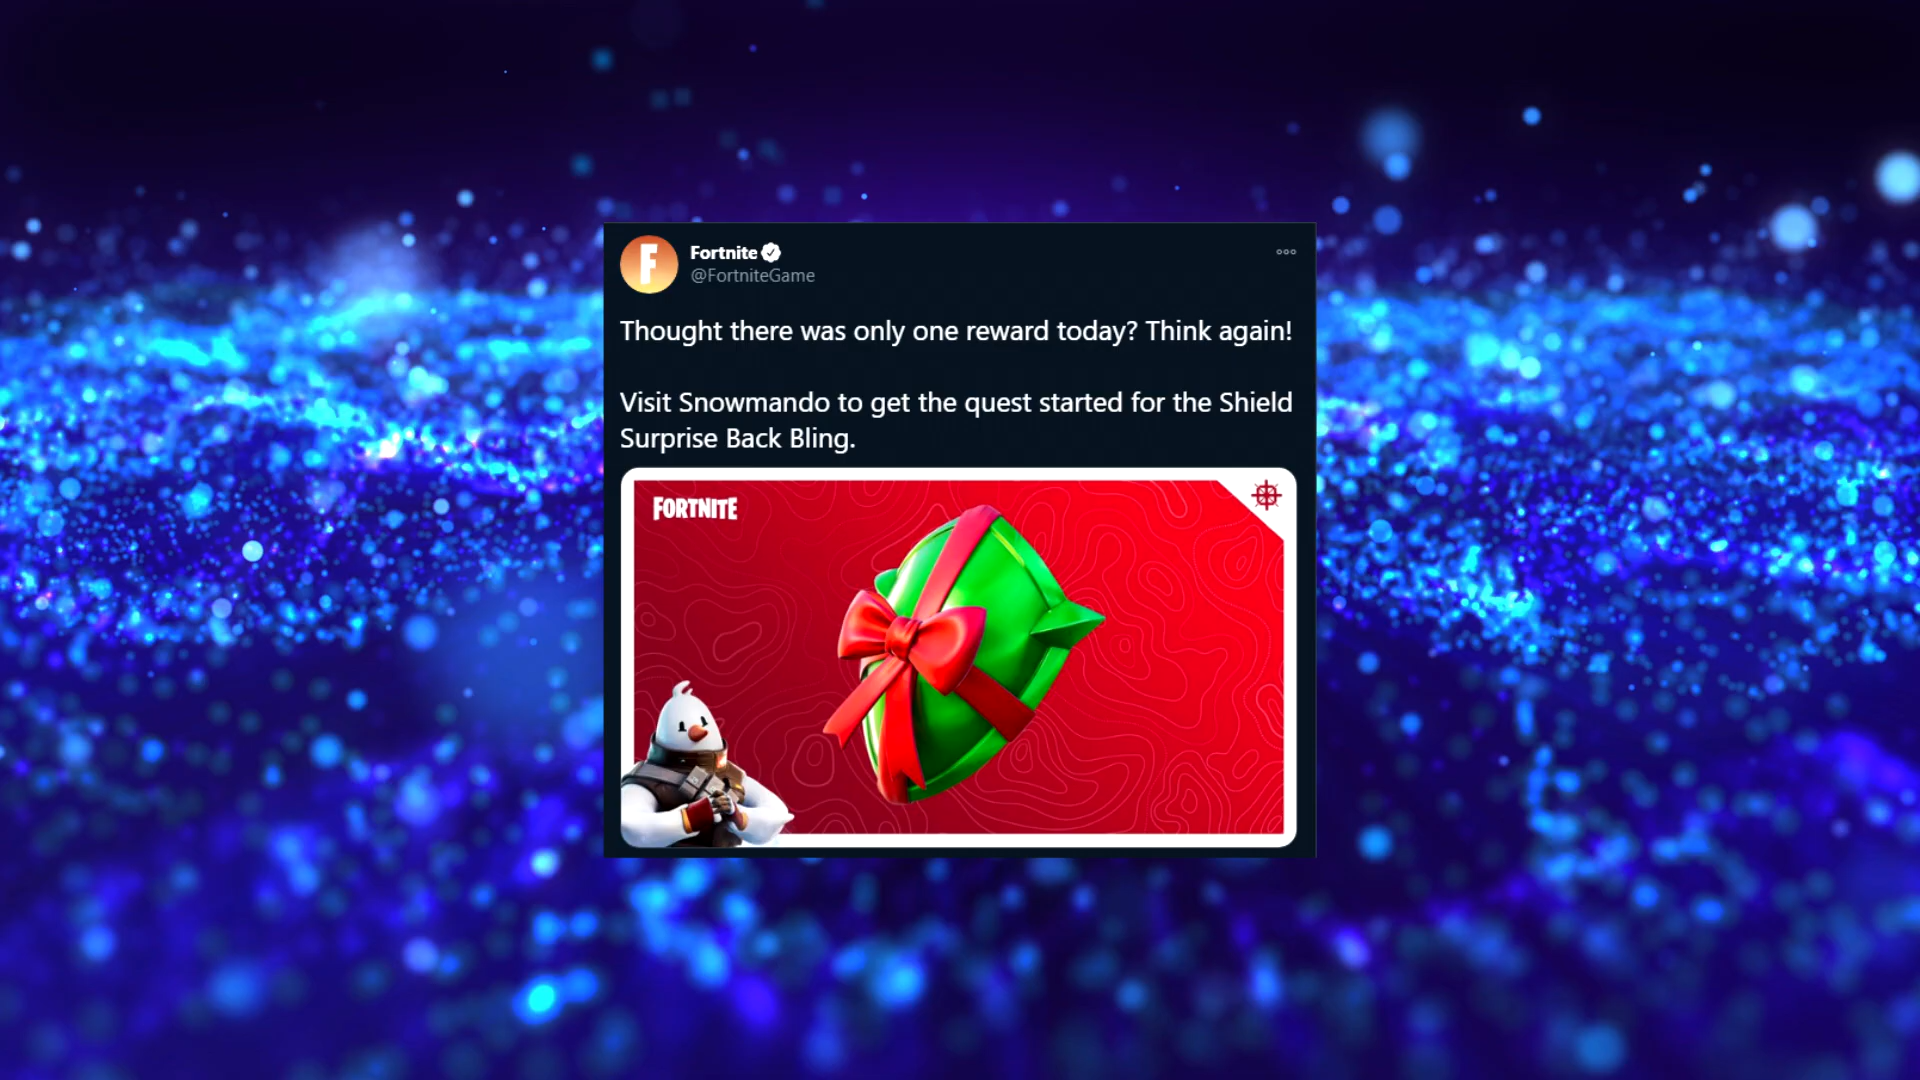 F
Fortnite
@FortniteGame
Thought there was only one reward today? Think again!
Visit Snowmando to get the quest started for the Shield
Surprise Back Bling.
FORTNITE